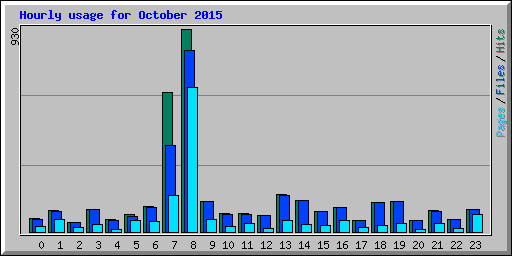 Hourly usage for October 2015
930
Pages / Files / Hits
0 1 2 3 4 5 6 7 8 9 10 11 12 13 14 15 16 17 18 19 20 21 22 23